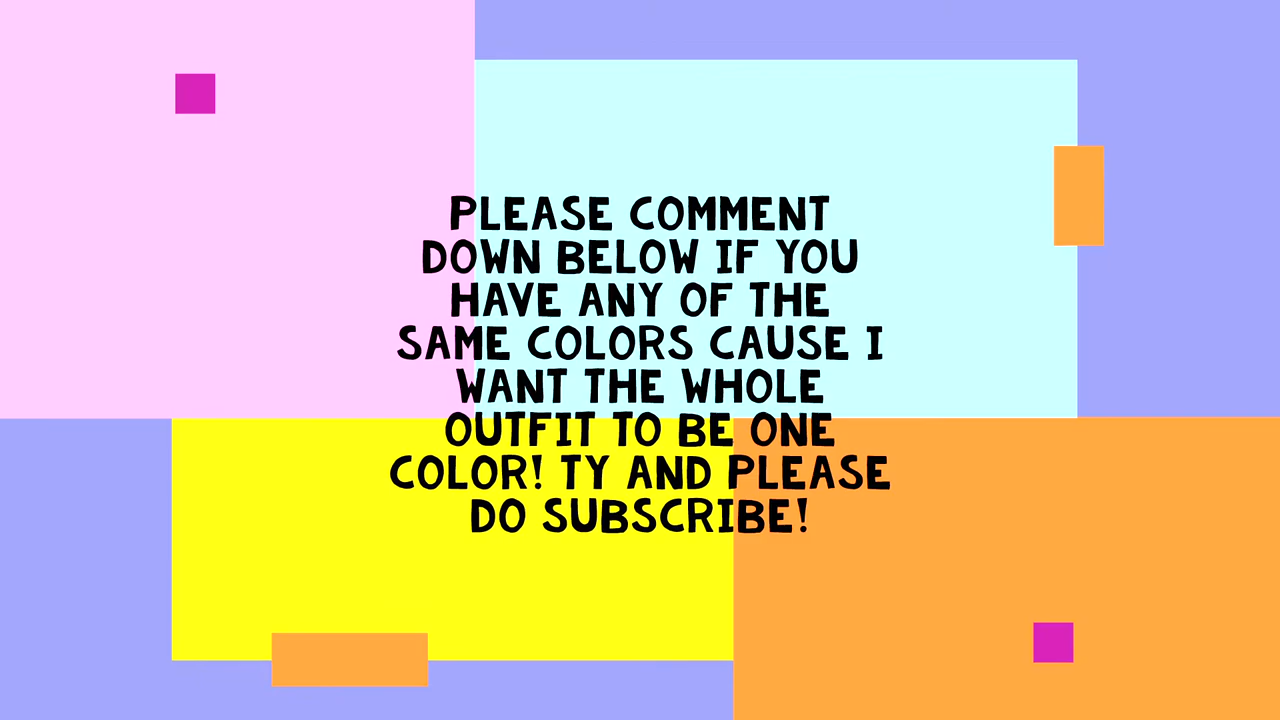 PLEASE COMMENT
DOWN BELOW IF YOU
HAVE ANY OF THE
SAME COLORS CAUSE I
WANT THE WHOLE
OUTFIT TO BE ONE
COLOR! TY AND PLEASE
DO SUBSCRIBE!